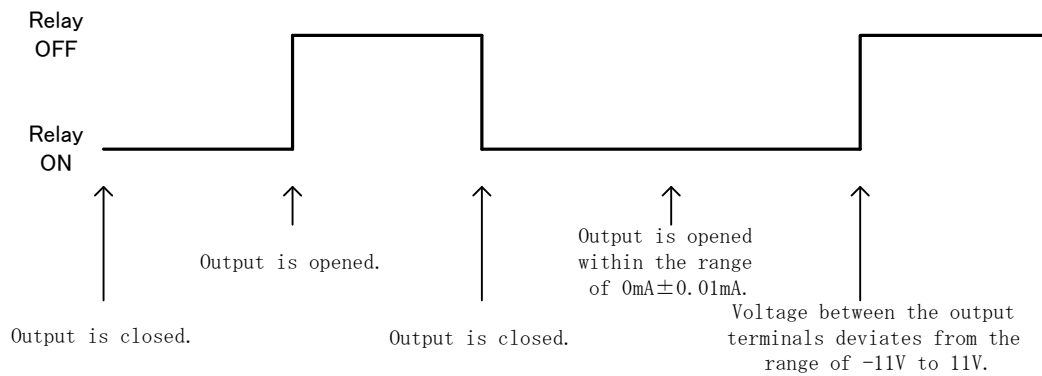 Relay
OFF
Relay
ON
Output is closed.
Output is opened.
Output is closed.
Output is opened
within the range
of 0mA±0.01mA.
Voltage between the output
terminals deviates from the
range of -11V to 11V.